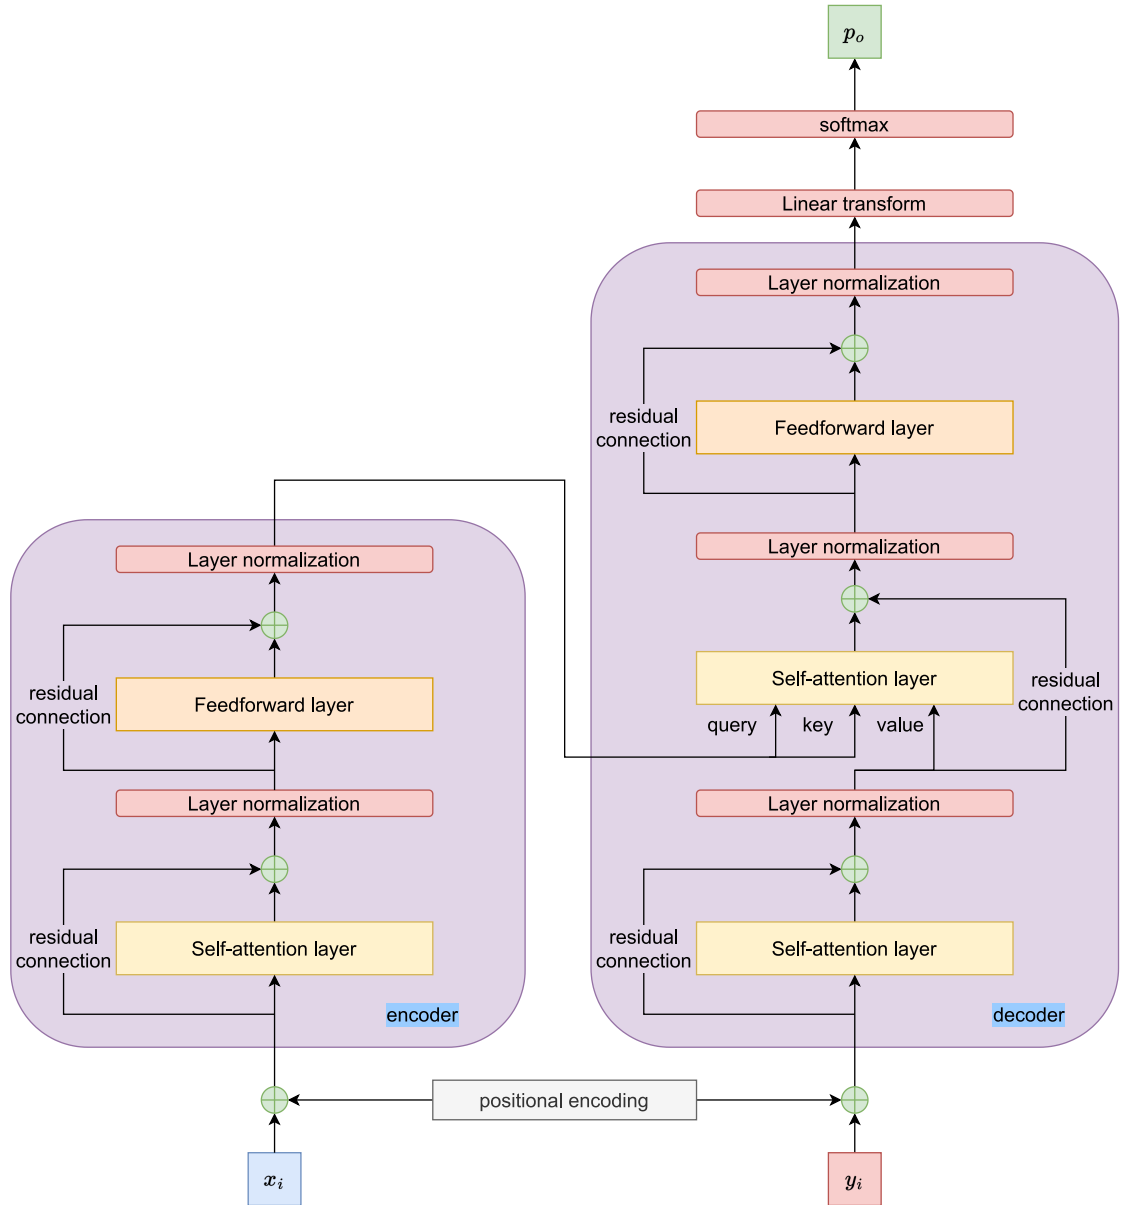 p_o
softmax
Linear transform
Layer normalization
residual
connection
Feedforward layer
Layer normalization
Self-attention layer
query
key
value
residual
connection
Layer normalization
residual
connection
Self-attention layer
decoder
Layer normalization
residual
connection
Feedforward layer
Layer normalization
residual
connection
Self-attention layer
encoder
positional encoding
x_i
y_i